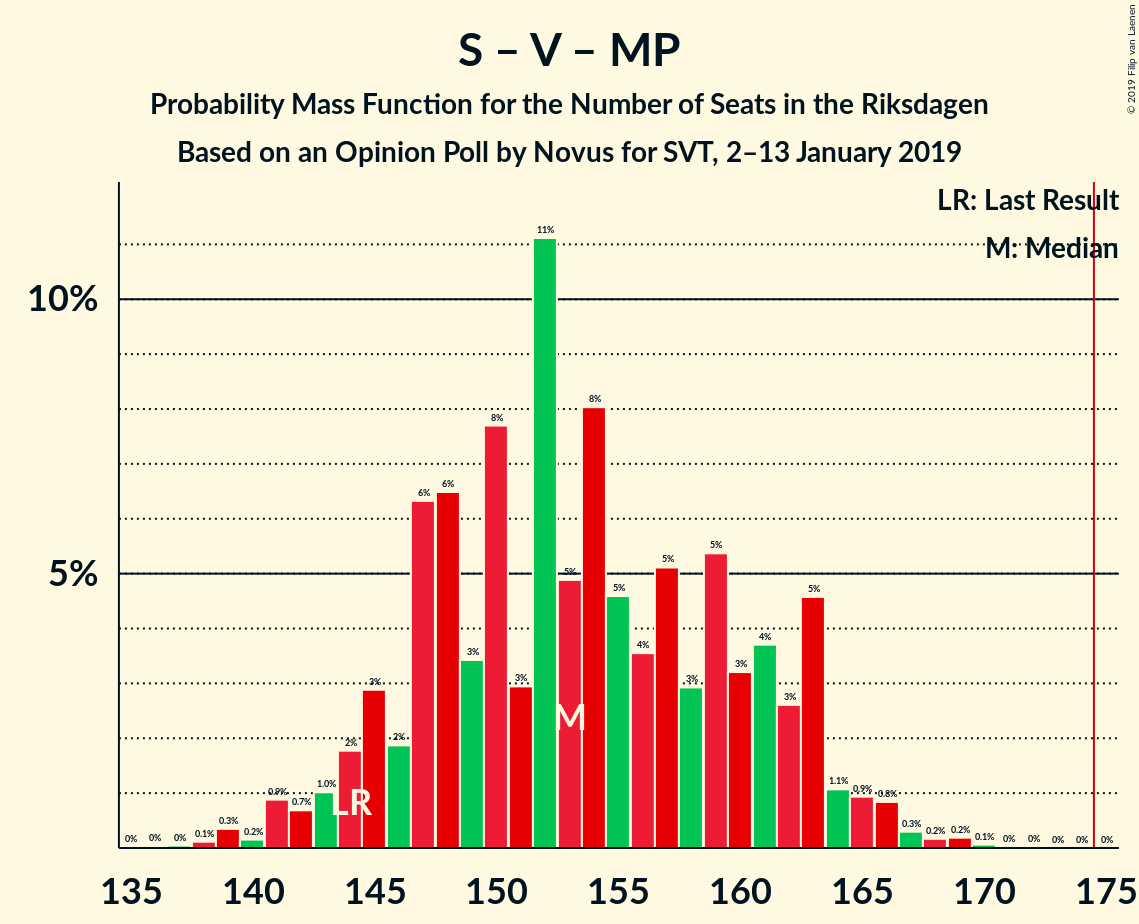 S – V – MP
Probability Mass Function for the Number of Seats in the Riksdagen
Based on an Opinion Poll by Novus for SVT, 2–13 January 2019
© 2019 Filip van Laenen
LR: Last Result
M: Median
10%
5%
0% 0% 0% 0.1% 0.3% 0.2% 0.9% 0.7% 1.0% 2% 3% 2% 6% 6% 3% 8% 3% 11% 5% 8% 5% 4% 5% 3% 5% 3% 4% 3% 5% 1.1% 0.9% 0.8% 0.3% 0.2% 0.2% 0.1% 0% 0% 0% 0% 0%
M
LR
135 140 145 150 155 160 165 170 175